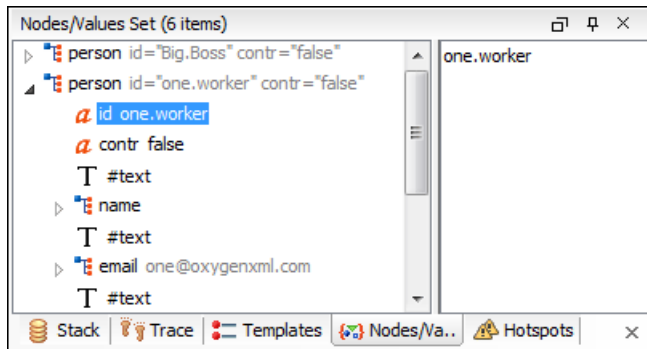 Nodes/Values Set (6 items)
person id="Big.Boss" contr="false"
person id="one.worker" contr="false"
a id one.worker
a contr false
T #text
name
T #text
email one@oxygenxml.com
T #text
one.worker
Stack Trace Templates Nodes/Va.. Hotspots